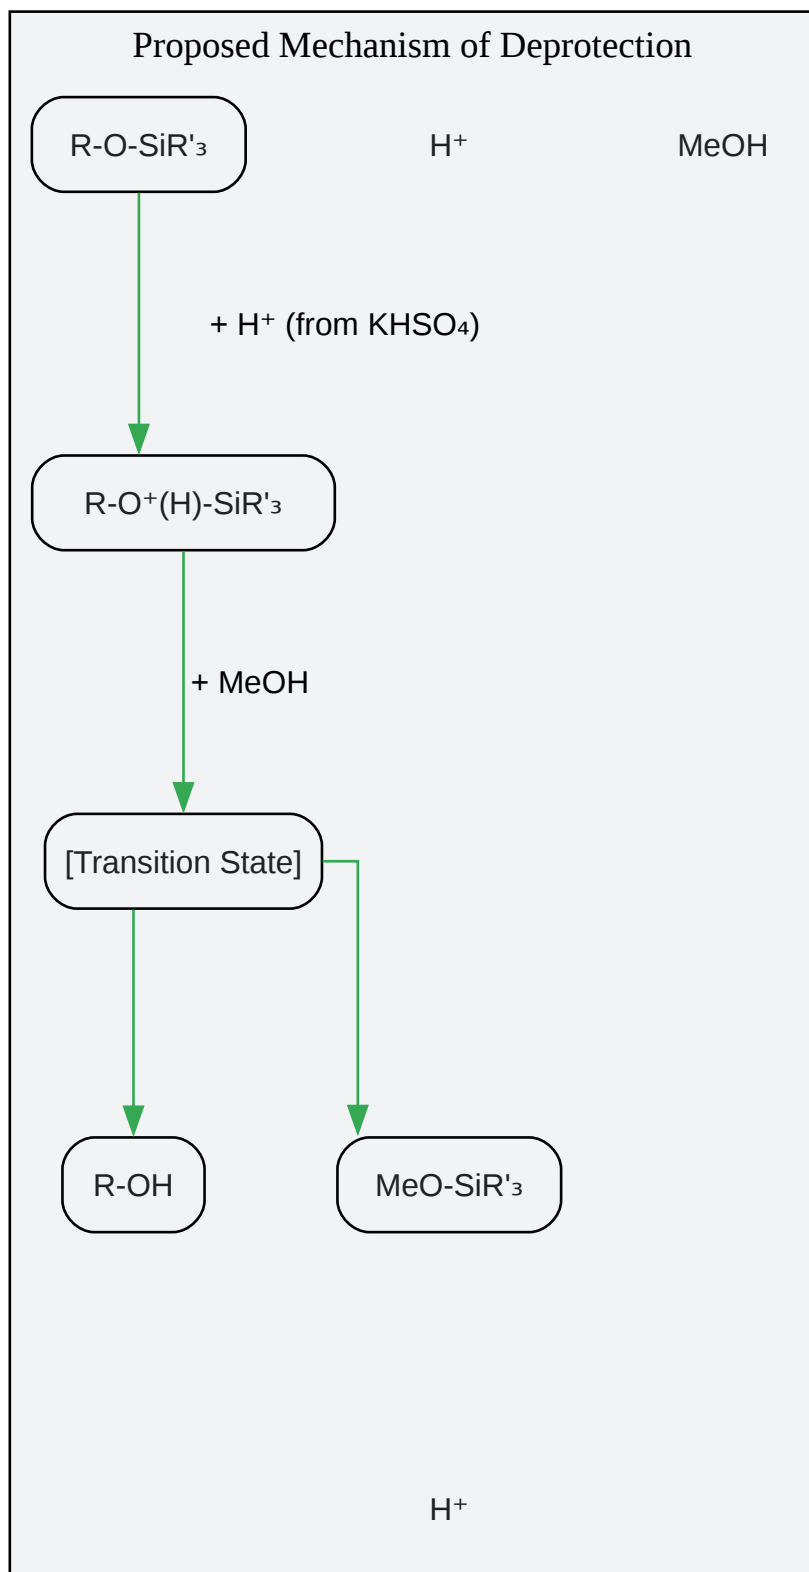 Proposed Mechanism of Deprotection
R-O-SiR'₃
H⁺
MeOH
+ H⁺ (from KHSO₄)
R-O⁺(H)-SiR'₃
+ MeOH
[Transition State]
R-OH
MeO-SiR'₃
H⁺